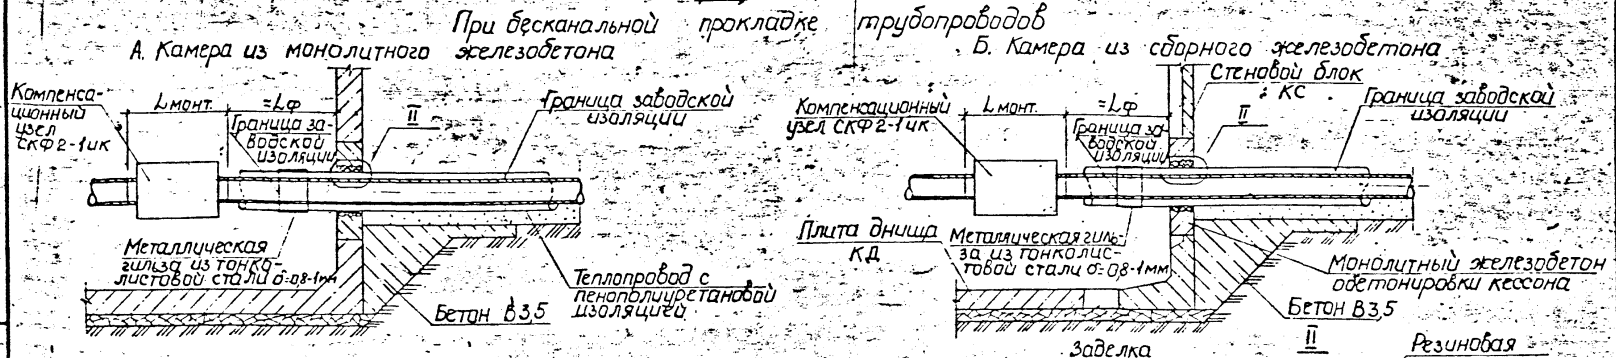 При бесканальной прокладке трубопроводов
А. Камера из монолитного железобетона
Компенса-
ционный
узел
СКФ 2-1ик
Lмонт.
=Lф
Граница за-
водской
изоляции
II
Граница заводской
изоляции
Металлическая
гильза из тонко-
листовой стали σ=0,8-1мм
Бетон В3,5
Теплопровод с
пенополиуретановой
изоляцией
Б. Камера из сборного железобетона
Стеновой блок
КС
Компенсационный
узел СКФ 2-1ик
Lмонт.
=Lф
Граница за-
водской
изоляции
II
Граница заводской
изоляции
Плита днища
КД
Металлическая гиль-
за из тонколис-
товой стали σ=0,8-1мм
Монолитный железобетон
обетонировки кессона
Бетон В3,5
Заделка
II
Резиновая